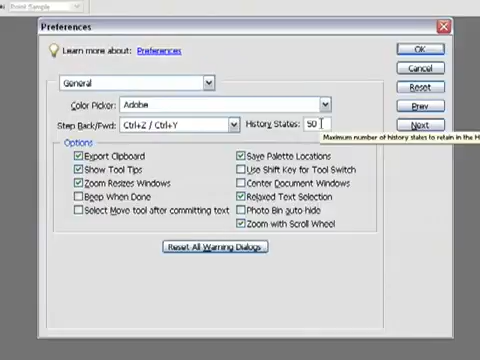 Point Sample
Preferences
Learn more about: Preferences
OK
General
Cancel
Reset
Color Picker: Adobe
Prev
Step Back/Fwd: Ctrl+Z / Ctrl+Y History States: 50
Next
Maximum number of history states to retain in the H
Options
Export Clipboard Save Palette Locations
Show Tool Tips Use Shift Key for Tool Switch
Zoom Resizes Windows Center Document Windows
Beep When Done Relaxed Text Selection
Select Move tool after committing text Photo Bin auto-hide
Zoom with Scroll Wheel
Reset All Warning Dialogs